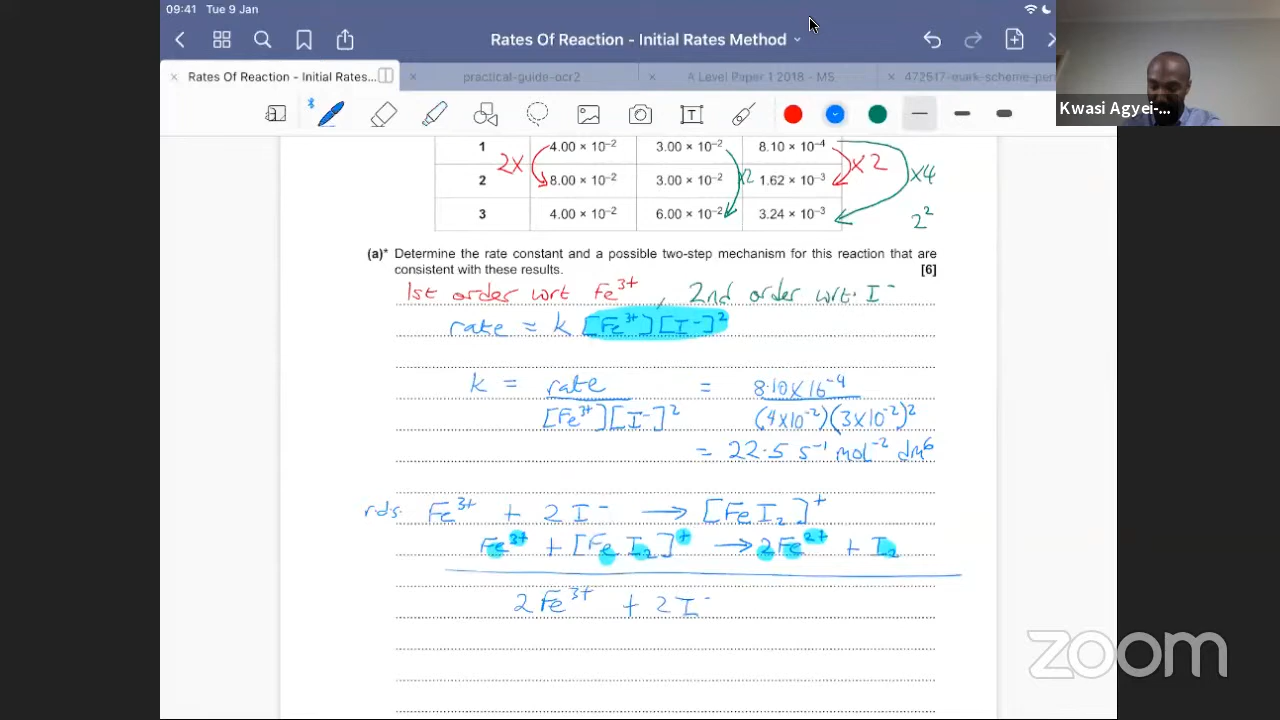 09:41 Tue 9 Jan
Rates Of Reaction - Initial Rates Method
Rates Of Reaction - Initial Rates...
practical-guide-ocr2
A Level Paper 1 2018 - MS
Kwasi Agyei-...
1 4.00 × 10⁻² 3.00 × 10⁻² 8.10 × 10⁻⁴
2x ×2 ×2 ×4
2 8.00 × 10⁻² 3.00 × 10⁻² 1.62 × 10⁻³
3 4.00 × 10⁻² 6.00 × 10⁻² 3.24 × 10⁻³ 2²
(a)* Determine the rate constant and a possible two-step mechanism for this reaction that are
consistent with these results. [6]
1st order wrt Fe³⁺, 2nd order wrt. I⁻
rate = k [Fe³⁺][I⁻]²
k = rate / [Fe³⁺][I⁻]² = 8.10×10⁻⁴ / (4×10⁻²)(3×10⁻²)²
= 22.5 s⁻¹ mol⁻² dm⁶
r.d.s. Fe³⁺ + 2I⁻ → [FeI₂]⁺
Fe³⁺ + [FeI₂]⁺ → 2Fe²⁺ + I₂
2Fe³⁺ + 2I⁻
zoom